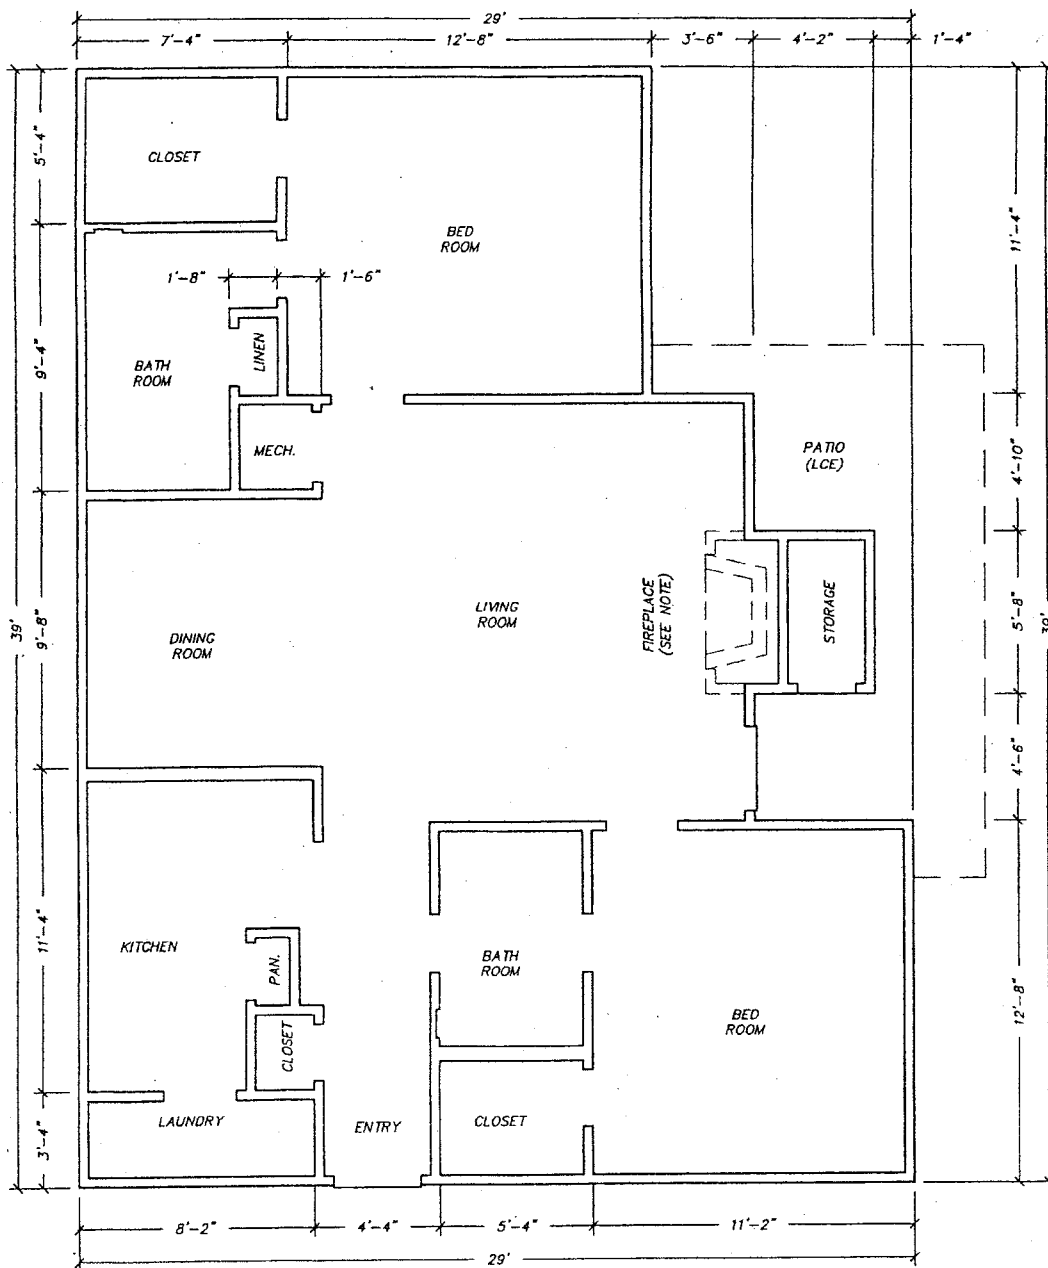 29'
7'-4" 12'-8" 3'-6" 4'-2" 1'-4"
5'-4"
CLOSET
11'-4"
BED
ROOM
1'-8" 1'-6"
9'-4"
LINEN
BATH
ROOM
MECH.
PATIO
(LCE)
4'-10"
39'
9'-8"
DINING
ROOM
LIVING
ROOM
FIREPLACE
(SEE NOTE)
STORAGE
5'-8"
39'
4'-6"
11'-4"
KITCHEN
PAN.
BATH
ROOM
CLOSET
BED
ROOM
12'-8"
3'-4"
LAUNDRY
ENTRY
CLOSET
8'-2" 4'-4" 5'-4" 11'-2"
29'